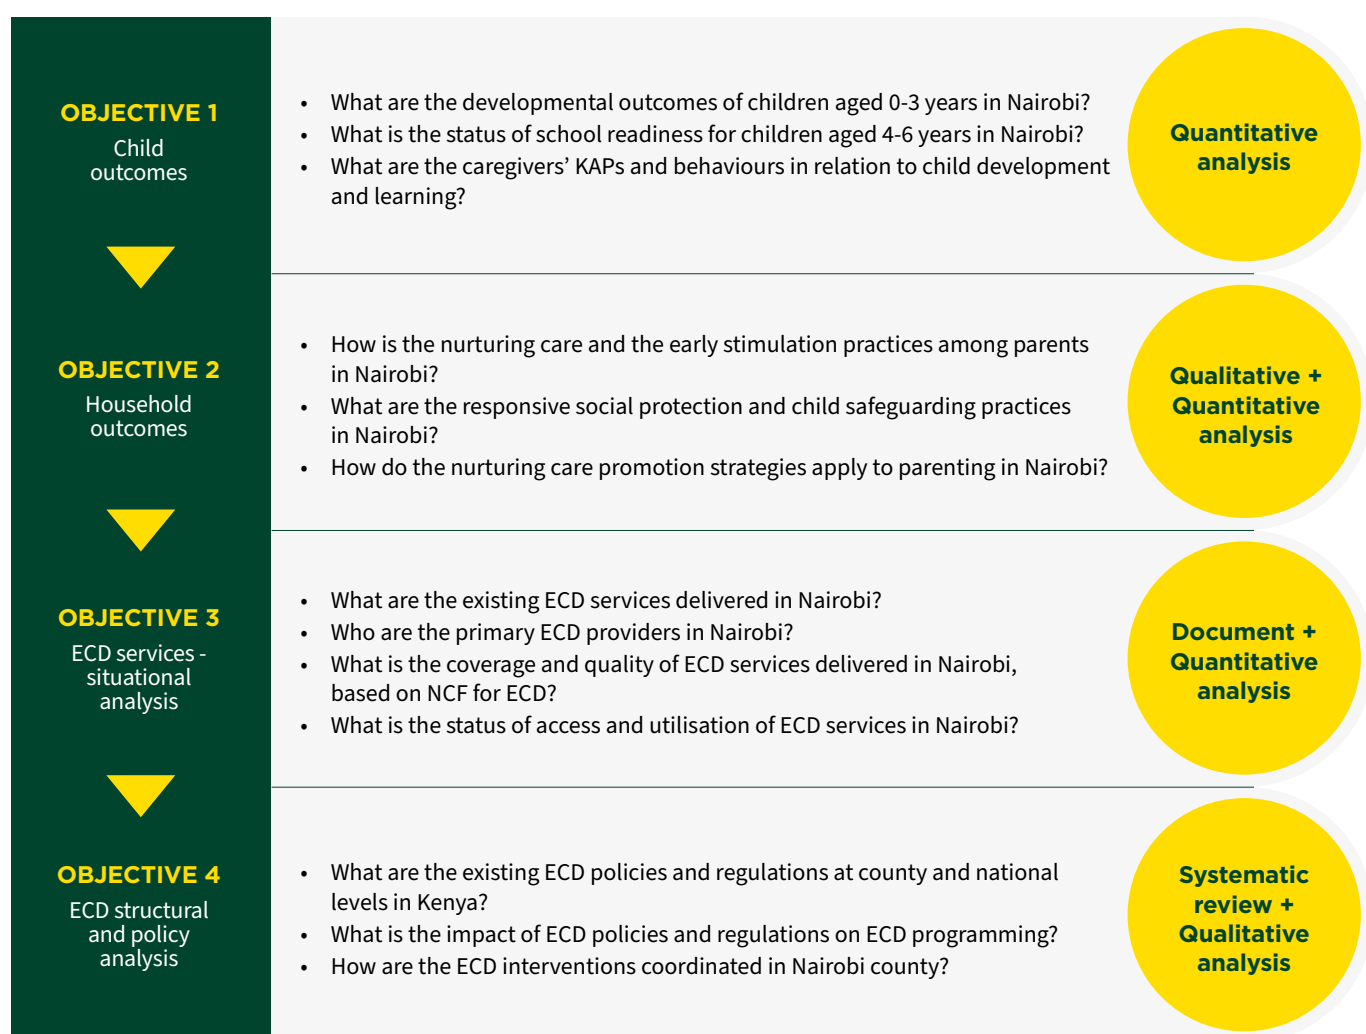 OBJECTIVE 1
Child
outcomes
• What are the developmental outcomes of children aged 0-3 years in Nairobi?
• What is the status of school readiness for children aged 4-6 years in Nairobi?
• What are the caregivers’ KAPs and behaviours in relation to child development
and learning?
Quantitative
analysis
OBJECTIVE 2
Household
outcomes
• How is the nurturing care and the early stimulation practices among parents
in Nairobi?
• What are the responsive social protection and child safeguarding practices
in Nairobi?
• How do the nurturing care promotion strategies apply to parenting in Nairobi?
Qualitative +
Quantitative
analysis
OBJECTIVE 3
ECD services -
situational
analysis
• What are the existing ECD services delivered in Nairobi?
• Who are the primary ECD providers in Nairobi?
• What is the coverage and quality of ECD services delivered in Nairobi,
based on NCF for ECD?
• What is the status of access and utilisation of ECD services in Nairobi?
Document +
Quantitative
analysis
OBJECTIVE 4
ECD structural
and policy
analysis
• What are the existing ECD policies and regulations at county and national
levels in Kenya?
• What is the impact of ECD policies and regulations on ECD programming?
• How are the ECD interventions coordinated in Nairobi county?
Systematic
review +
Qualitative
analysis